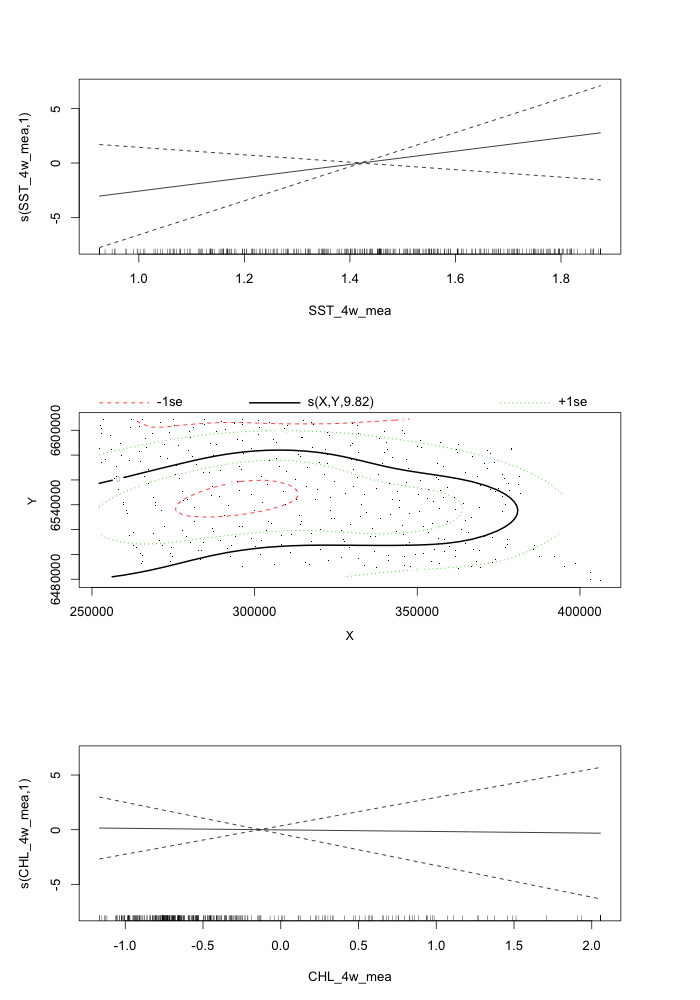 s(SST_4w_mea,1)
5
0
-5
1.0 1.2 1.4 1.6 1.8
SST_4w_mea
-1se s(X,Y,9.82) +1se
Y
6600000
6540000
6480000
250000 300000 350000 400000
X
s(CHL_4w_mea,1)
5
0
-5
-1.0 -0.5 0.0 0.5 1.0 1.5 2.0
CHL_4w_mea